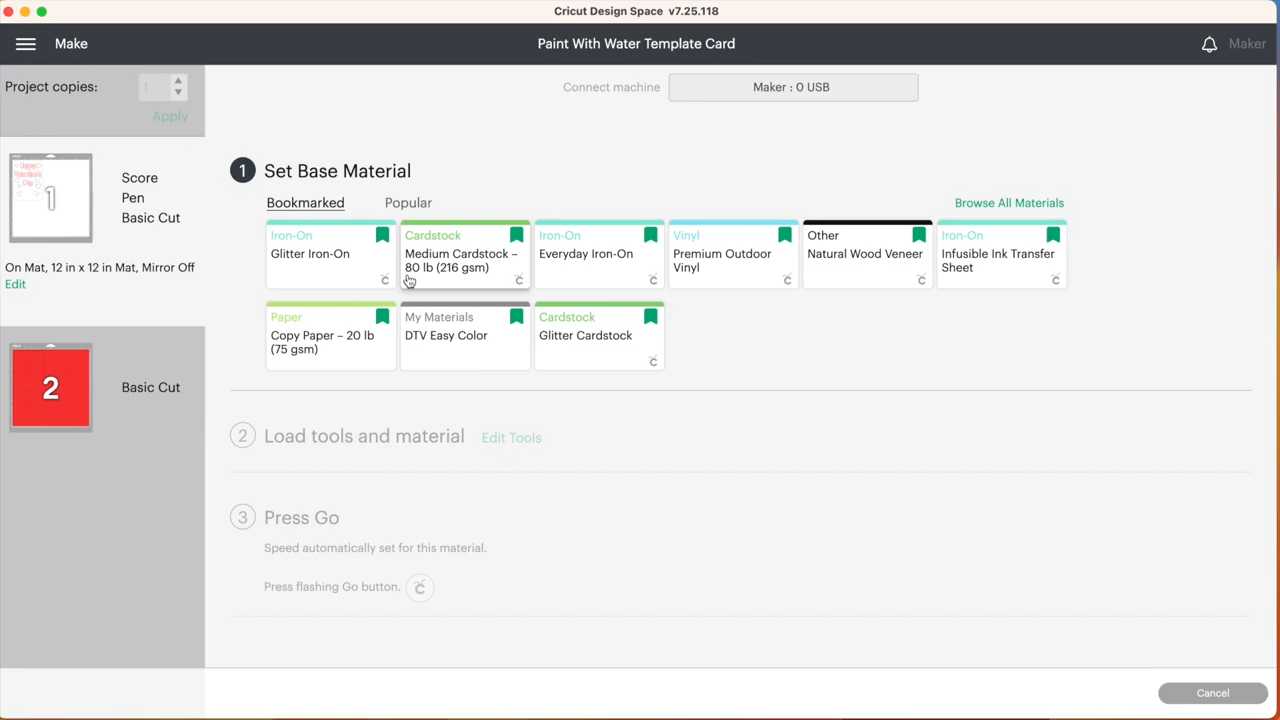 Cricut Design Space v7.25.118
Make
Paint With Water Template Card
Maker
Project copies:
1
Apply
Connect machine
Maker : 0 USB
1
Score
Pen
Basic Cut
On Mat, 12 in x 12 in Mat, Mirror Off
Edit
2
Basic Cut
1 Set Base Material
Bookmarked
Popular
Browse All Materials
Iron-On
Glitter Iron-On
Cardstock
Medium Cardstock –
80 lb (216 gsm)
Iron-On
Everyday Iron-On
Vinyl
Premium Outdoor
Vinyl
Other
Natural Wood Veneer
Iron-On
Infusible Ink Transfer
Sheet
Paper
Copy Paper – 20 lb
(75 gsm)
My Materials
DTV Easy Color
Cardstock
Glitter Cardstock
2 Load tools and material
Edit Tools
3 Press Go
Speed automatically set for this material.
Press flashing Go button.
Cancel